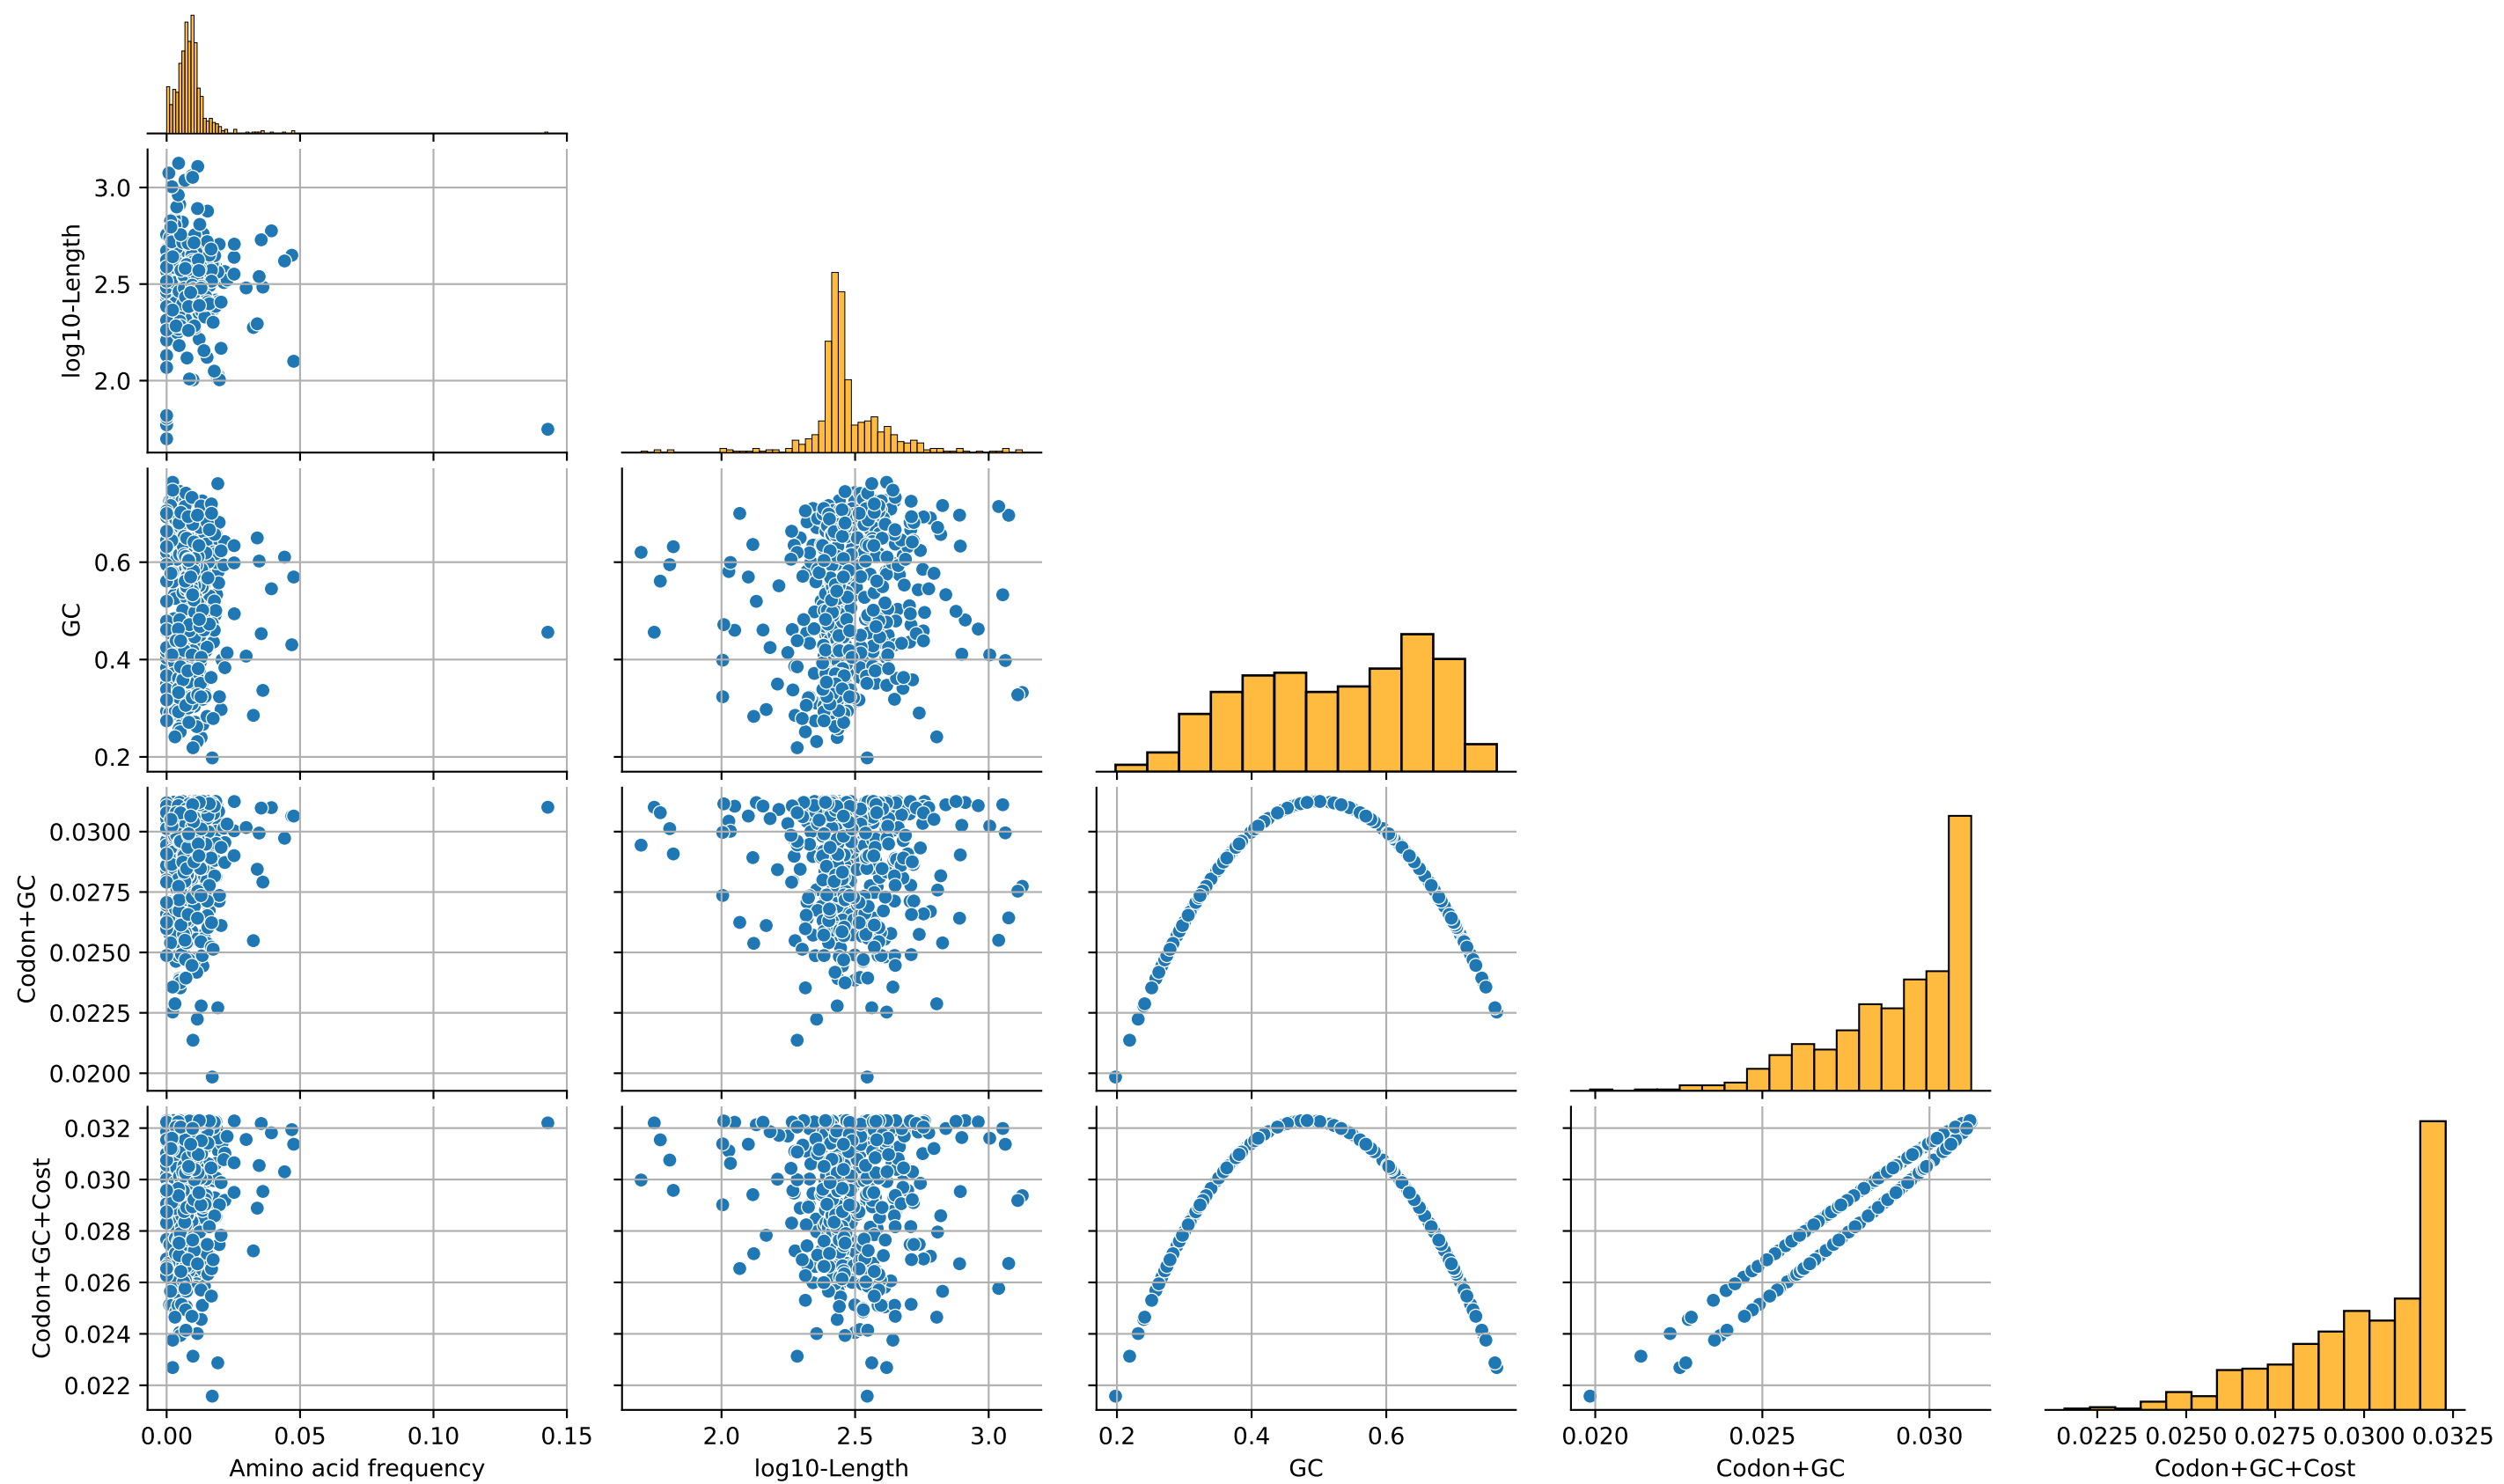 3.0
2.5
2.0
log10-Length
0.6
0.4
0.2
GC
0.0300
0.0275
0.0250
0.0225
0.0200
Codon+GC
0.032
0.030
0.028
0.026
0.024
0.022
Codon+GC+Cost
0.00 0.05 0.10 0.15
Amino acid frequency
2.0 2.5 3.0
log10-Length
0.2 0.4 0.6
GC
0.020 0.025 0.030
Codon+GC
0.0225 0.0250 0.0275 0.0300 0.0325
Codon+GC+Cost